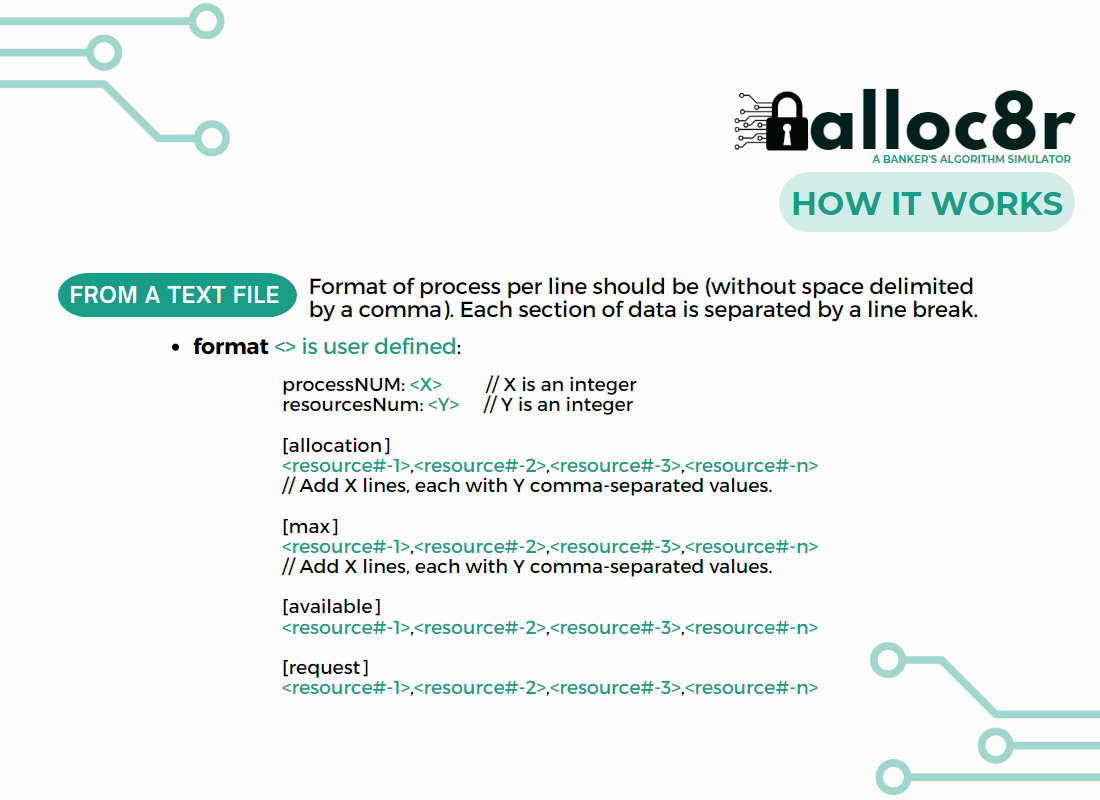 alloc8r
A BANKER'S ALGORITHM SIMULATOR
HOW IT WORKS
FROM A TEXT FILE
Format of process per line should be (without space delimited
by a comma). Each section of data is separated by a line break.
• format <> is user defined:
processNUM: <X> // X is an integer
resourcesNum: <Y> // Y is an integer
[allocation]
<resource#-1>,<resource#-2>,<resource#-3>,<resource#-n>
// Add X lines, each with Y comma-separated values.
[max]
<resource#-1>,<resource#-2>,<resource#-3>,<resource#-n>
// Add X lines, each with Y comma-separated values.
[available]
<resource#-1>,<resource#-2>,<resource#-3>,<resource#-n>
[request]
<resource#-1>,<resource#-2>,<resource#-3>,<resource#-n>